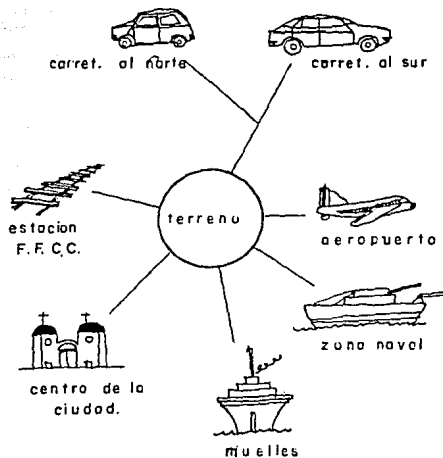 carret. al norte
carret. al sur
estacion
F. F. C.C.
terreno
aeropuerto
zona naval
centro de la
ciudad.
muelles